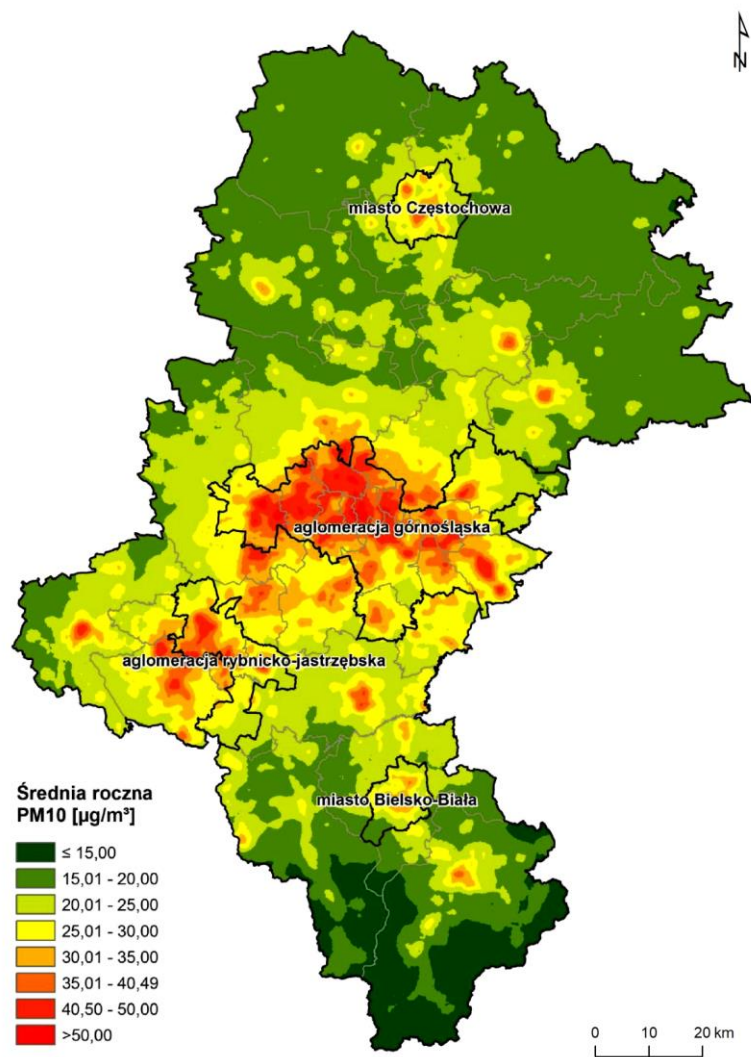 N
miasto Częstochowa
aglomeracja górnośląska
aglomeracja rybnicko-jastrzębska
miasto Bielsko-Biała
Średnia roczna
PM10 [µg/m³]
≤ 15,00
15,01 - 20,00
20,01 - 25,00
25,01 - 30,00
30,01 - 35,00
35,01 - 40,49
40,50 - 50,00
>50,00
0 10 20 km